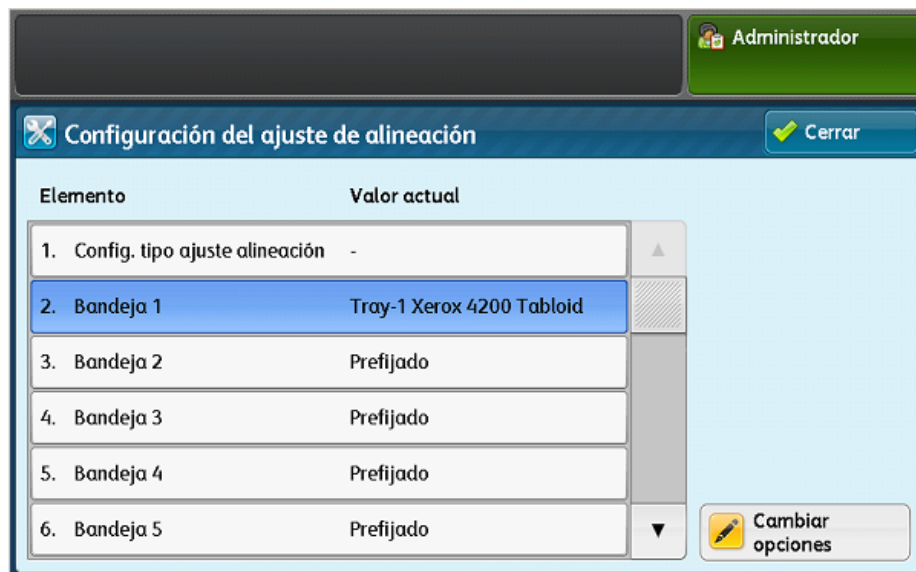 Administrador
Configuración del ajuste de alineación
Cerrar
Elemento Valor actual
1. Config. tipo ajuste alineación -
2. Bandeja 1 Tray-1 Xerox 4200 Tabloid
3. Bandeja 2 Prefijado
4. Bandeja 3 Prefijado
5. Bandeja 4 Prefijado
6. Bandeja 5 Prefijado
Cambiar
opciones